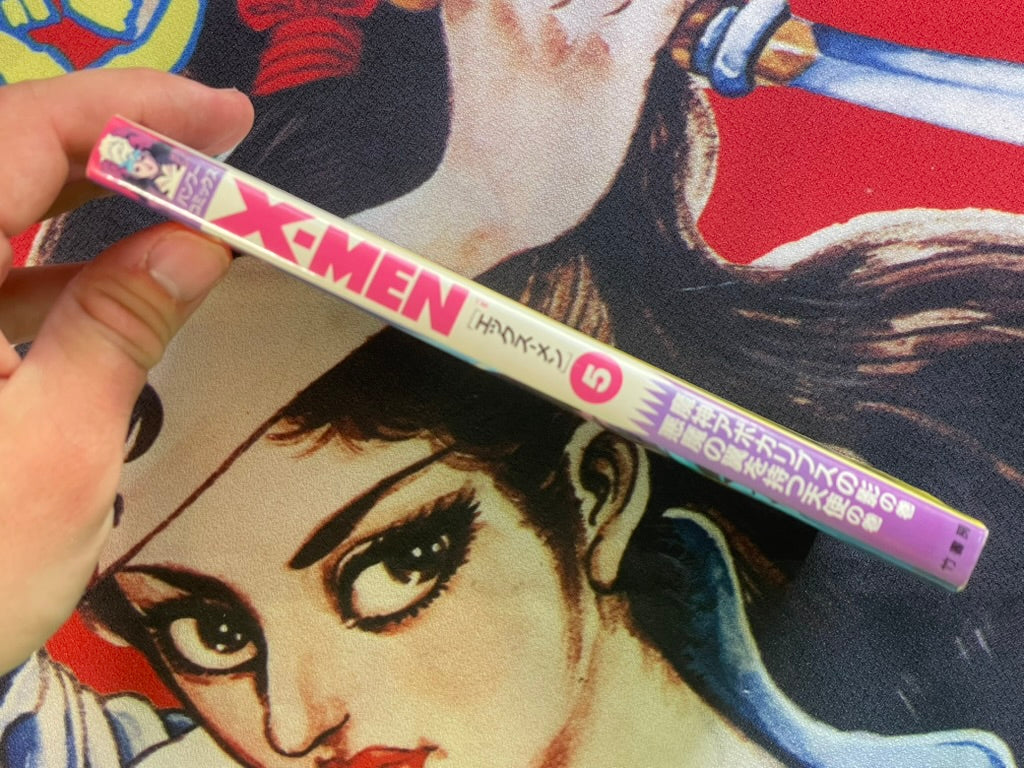 バンブー
コミックス
X-MEN
[エックス・メン]
5
魔神アポカリプスの影の巻
悪魔の翼を持つ天使の巻
竹書房